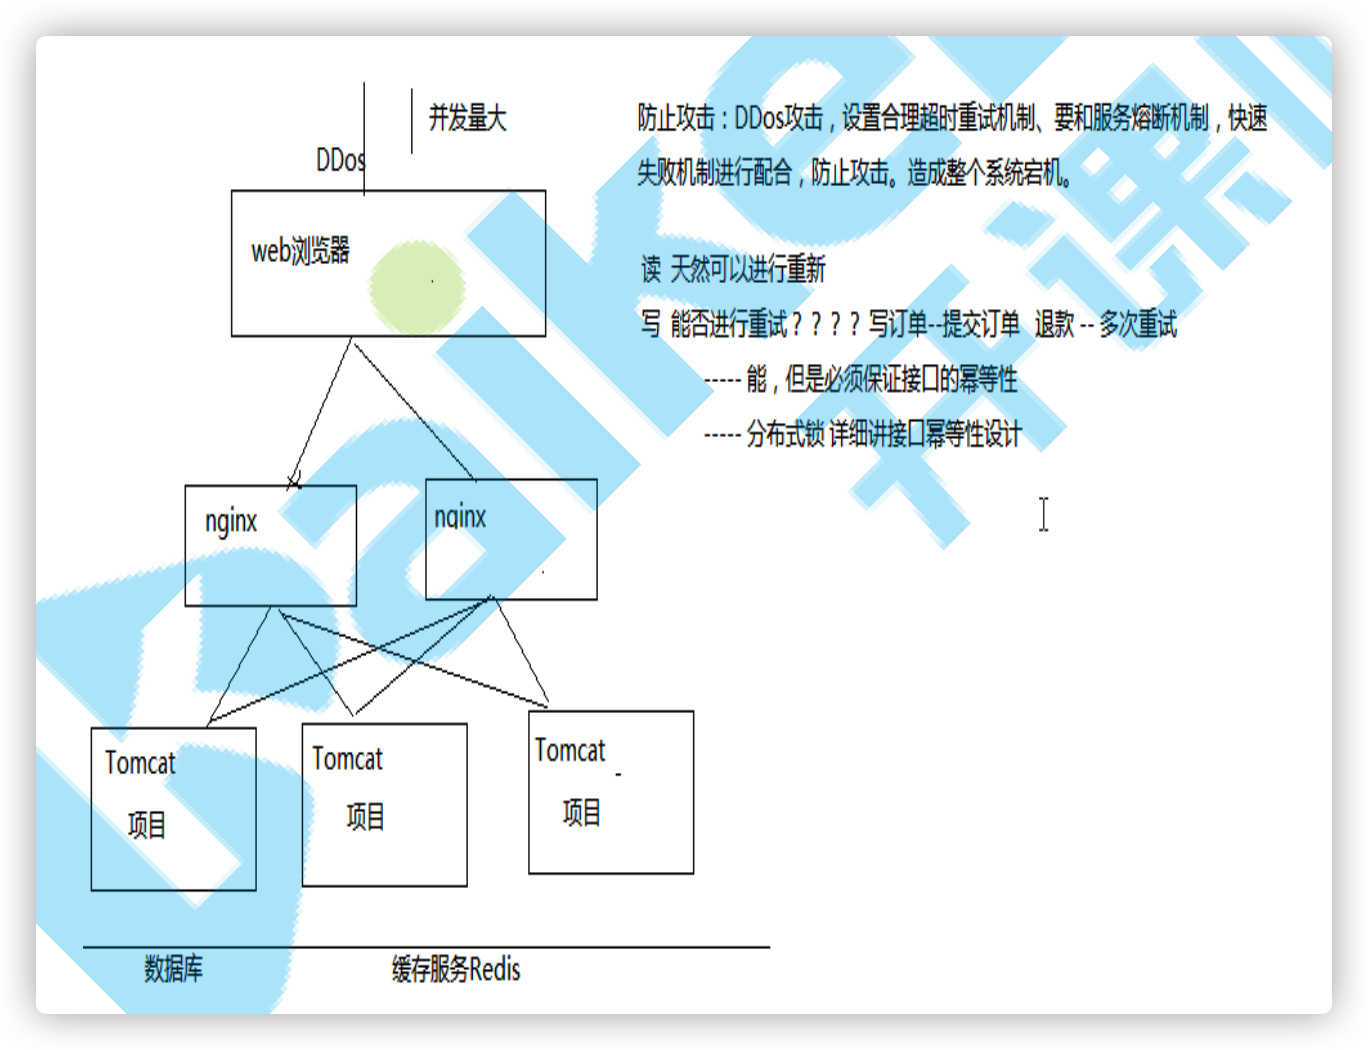 并发量大
DDos
web浏览器
防止攻击：DDos攻击，设置合理超时重试机制、要和服务熔断机制，快速
失败机制进行配合，防止攻击。造成整个系统宕机。
读 天然可以进行重新
写 能否进行重试？？？？写订单--提交订单 退款 -- 多次重试
----- 能，但是必须保证接口的幂等性
----- 分布式锁 详细讲接口幂等性设计
nginx
nginx
Tomcat
项目
Tomcat
项目
Tomcat
项目
数据库
缓存服务Redis
Kaike
开课